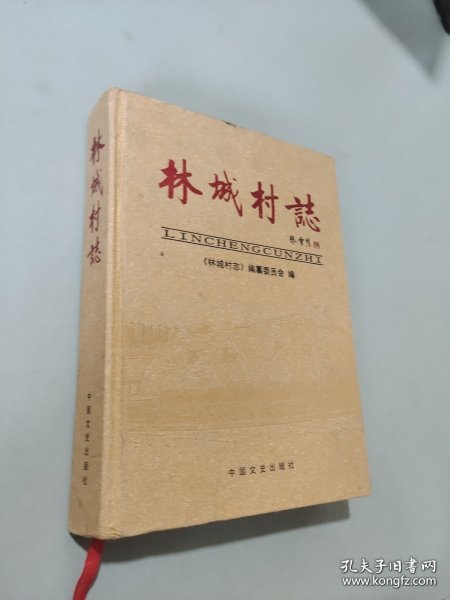 林城村誌
LINCHENGCUNZHI
《林城村志》编纂委员会 编
中国文史出版社
林城村誌
中国文史出版社
孔夫子旧书网
www.kongfz.com